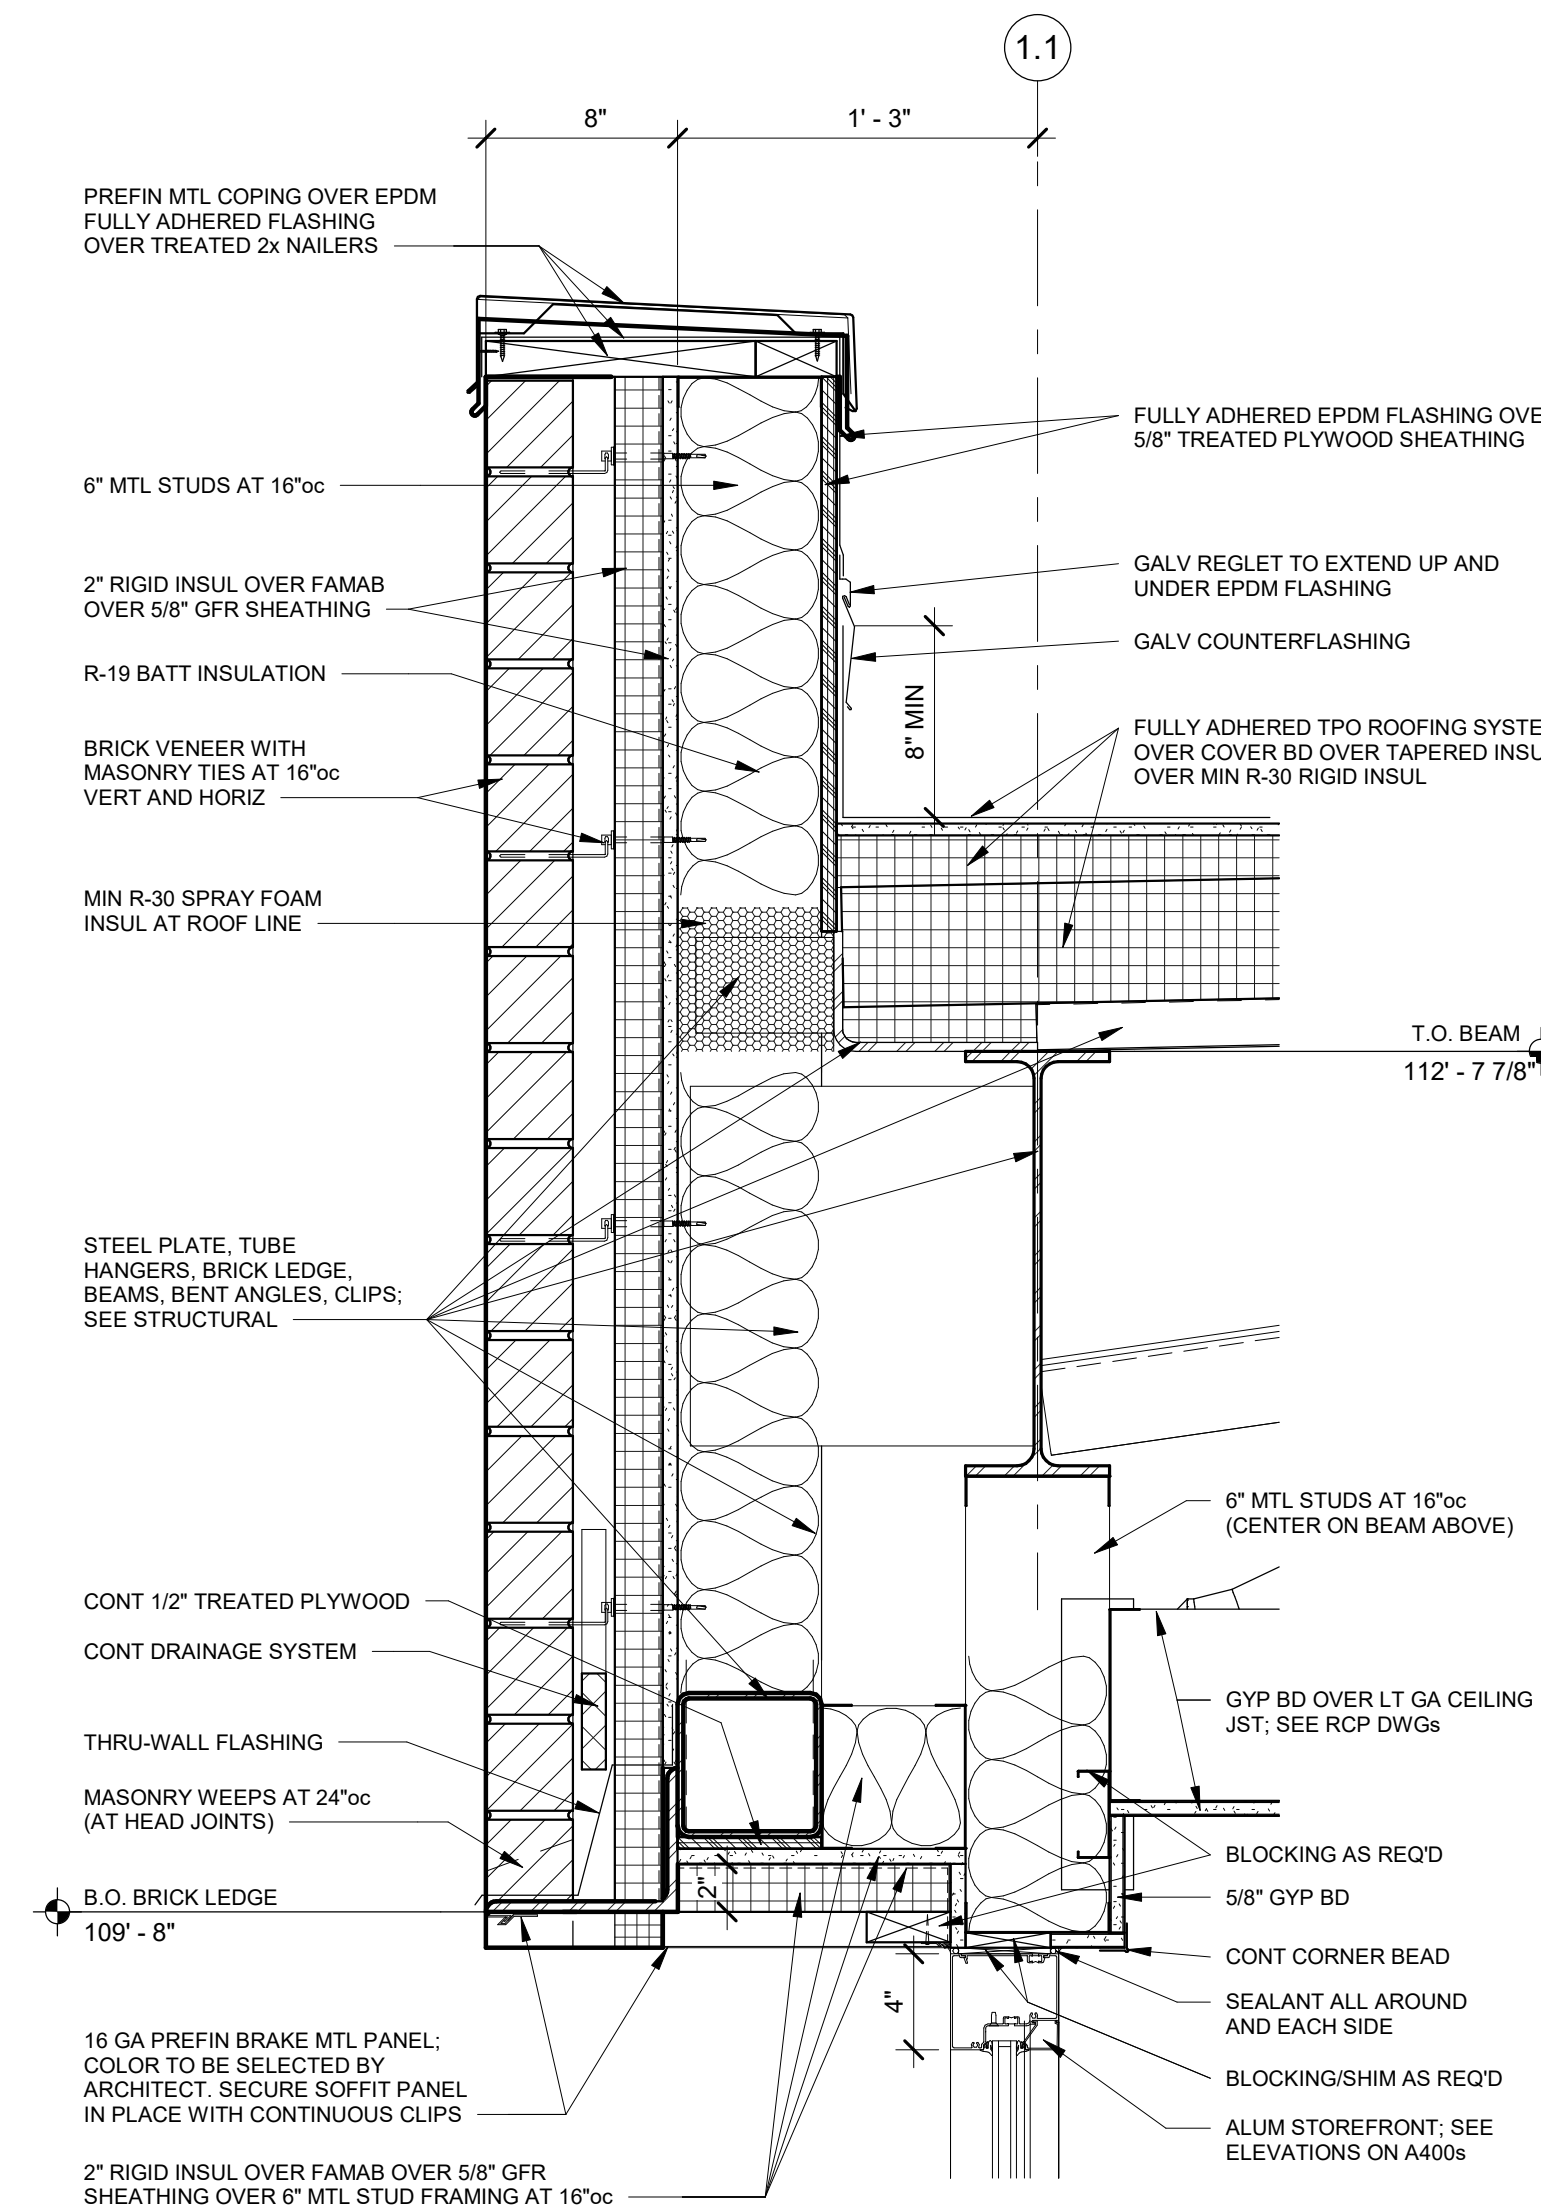 1.1
8"
1' - 3"
PREFIN MTL COPING OVER EPDM
FULLY ADHERED FLASHING
OVER TREATED 2x NAILERS
FULLY ADHERED EPDM FLASHING OVE
5/8" TREATED PLYWOOD SHEATHING
6" MTL STUDS AT 16"oc
GALV REGLET TO EXTEND UP AND
UNDER EPDM FLASHING
2" RIGID INSUL OVER FAMAB
OVER 5/8" GFR SHEATHING
GALV COUNTERFLASHING
R-19 BATT INSULATION
8" MIN
FULLY ADHERED TPO ROOFING SYSTE
OVER COVER BD OVER TAPERED INSU
OVER MIN R-30 RIGID INSUL
BRICK VENEER WITH
MASONRY TIES AT 16"oc
VERT AND HORIZ
MIN R-30 SPRAY FOAM
INSUL AT ROOF LINE
T.O. BEAM
112' - 7 7/8"
STEEL PLATE, TUBE
HANGERS, BRICK LEDGE,
BEAMS, BENT ANGLES, CLIPS;
SEE STRUCTURAL
6" MTL STUDS AT 16"oc
(CENTER ON BEAM ABOVE)
CONT 1/2" TREATED PLYWOOD
CONT DRAINAGE SYSTEM
GYP BD OVER LT GA CEILING
JST; SEE RCP DWGs
THRU-WALL FLASHING
MASONRY WEEPS AT 24"oc
(AT HEAD JOINTS)
BLOCKING AS REQ'D
2"
B.O. BRICK LEDGE
109' - 8"
5/8" GYP BD
CONT CORNER BEAD
4"
SEALANT ALL AROUND
AND EACH SIDE
16 GA PREFIN BRAKE MTL PANEL;
COLOR TO BE SELECTED BY
ARCHITECT. SECURE SOFFIT PANEL
IN PLACE WITH CONTINUOUS CLIPS
BLOCKING/SHIM AS REQ'D
ALUM STOREFRONT; SEE
ELEVATIONS ON A400s
2" RIGID INSUL OVER FAMAB OVER 5/8" GFR
SHEATHING OVER 6" MTL STUD FRAMING AT 16"oc